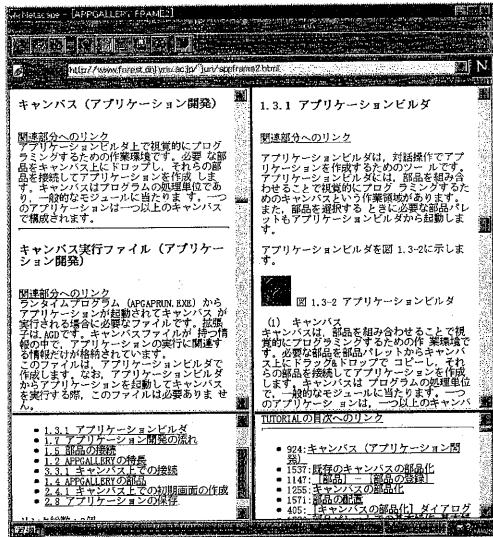 Netscape - [APPGALLERY FRAME]
キャンバス (アプリケーション開発)
関連部分へのリンク
アプリケーションビルダ上で視覚的にプログ
ラミングするための作業環境です。必要 な部
品をキャンバス上にドロップし、それらの部
品を接続してアプリケーションを作成 しま
す。キャンバスはプログラムの処理単位であ
り、一般的なモジュールに当たりま す。一つ
のアプリケーションは一つ以上のキャンバス
で構成されます。
キャンバス実行ファイル (アプリケー
ション開発)
関連部分へのリンク
ランタイムプログラム (APGAPRUN.EXE) から
アプリケーションが起動されてキャンバス が
実行される場合に必要なファイルです。拡張
子は.AGDです。キャンバスファイルが 持つ情
報の中で、アプリケーションの実行に関連す
る情報だけが格納されています。
このファイルは、アプリケーションビルダで
作成します。なお、アプリケーションビルダ
からアプリケーションを起動してキャンバス
を実行する際、このファイルは必要ありませ
ん。
1.3.1 アプリケーションビルダ
関連部分へのリンク
アプリケーションビルダは、対話操作でアプ
リケーションを作成するためのツー ルです。
アプリケーションビルダには、部品を組み合
わせることで視覚的にプログ ラミングするた
めのキャンバスという作業領域があります。
また、部品を選択する ときに必要な部品パレ
ットもアプリケーションビルダから起動しま
す。
アプリケーションビルダを図 1.3-2に示しま
す。
図 1.3-2 アプリケーションビルダ
(1) キャンバス
キャンバスは、部品を組み合わせることで視
覚的にプログラミングするための作 業環境で
す。必要な部品を部品パレットからキャンバ
ス上にドラッグ&ドロップで コピーし、それ
らの部品を接続してアプリケーションを作成
します。キャンバスは プログラムの処理単位
で、一般的なモジュールに当たります。一つ
のアプリケーシ ョンは、一つ以上のキャンバ
1.3.1 アプリケーションビルダ
1.7 アプリケーション開発の流れ
1.5 部品の接続
1.2 APPGALLERYの特長
3.3.1 キャンバス上での接続
1.4 APPGALLERYの部品
2.4.1 キャンバス上での初期画面の作成
2.8 アプリケーションの保存
TUTORIALの目次へのリンク
924:キャンバス (アプリケーション開
発)
1537:既存のキャンバスの部品化
1147: [部品] - [部品の登録]
1255:キャンバスの部品化
1571:部品の配置
405: [キャンバスの部品化] ダイアログ